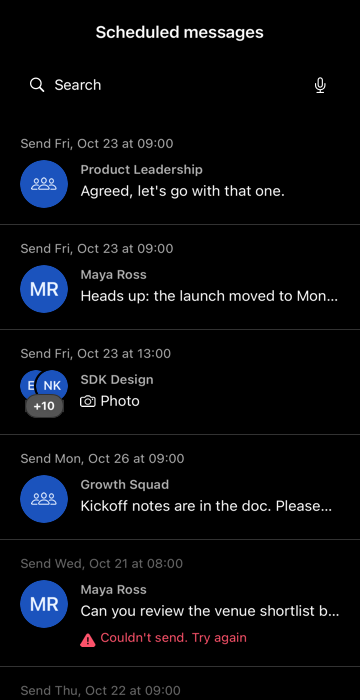 Scheduled messages
Search
Send Fri, Oct 23 at 09:00
Product Leadership
Agreed, let's go with that one.
Send Fri, Oct 23 at 09:00
MR
Maya Ross
Heads up: the launch moved to Mon...
Send Fri, Oct 23 at 13:00
E NK
+10
SDK Design
Photo
Send Mon, Oct 26 at 09:00
Growth Squad
Kickoff notes are in the doc. Please...
Send Wed, Oct 21 at 08:00
MR
Maya Ross
Can you review the venue shortlist b...
Couldn't send. Try again
Send Thu, Oct 22 at 09:00